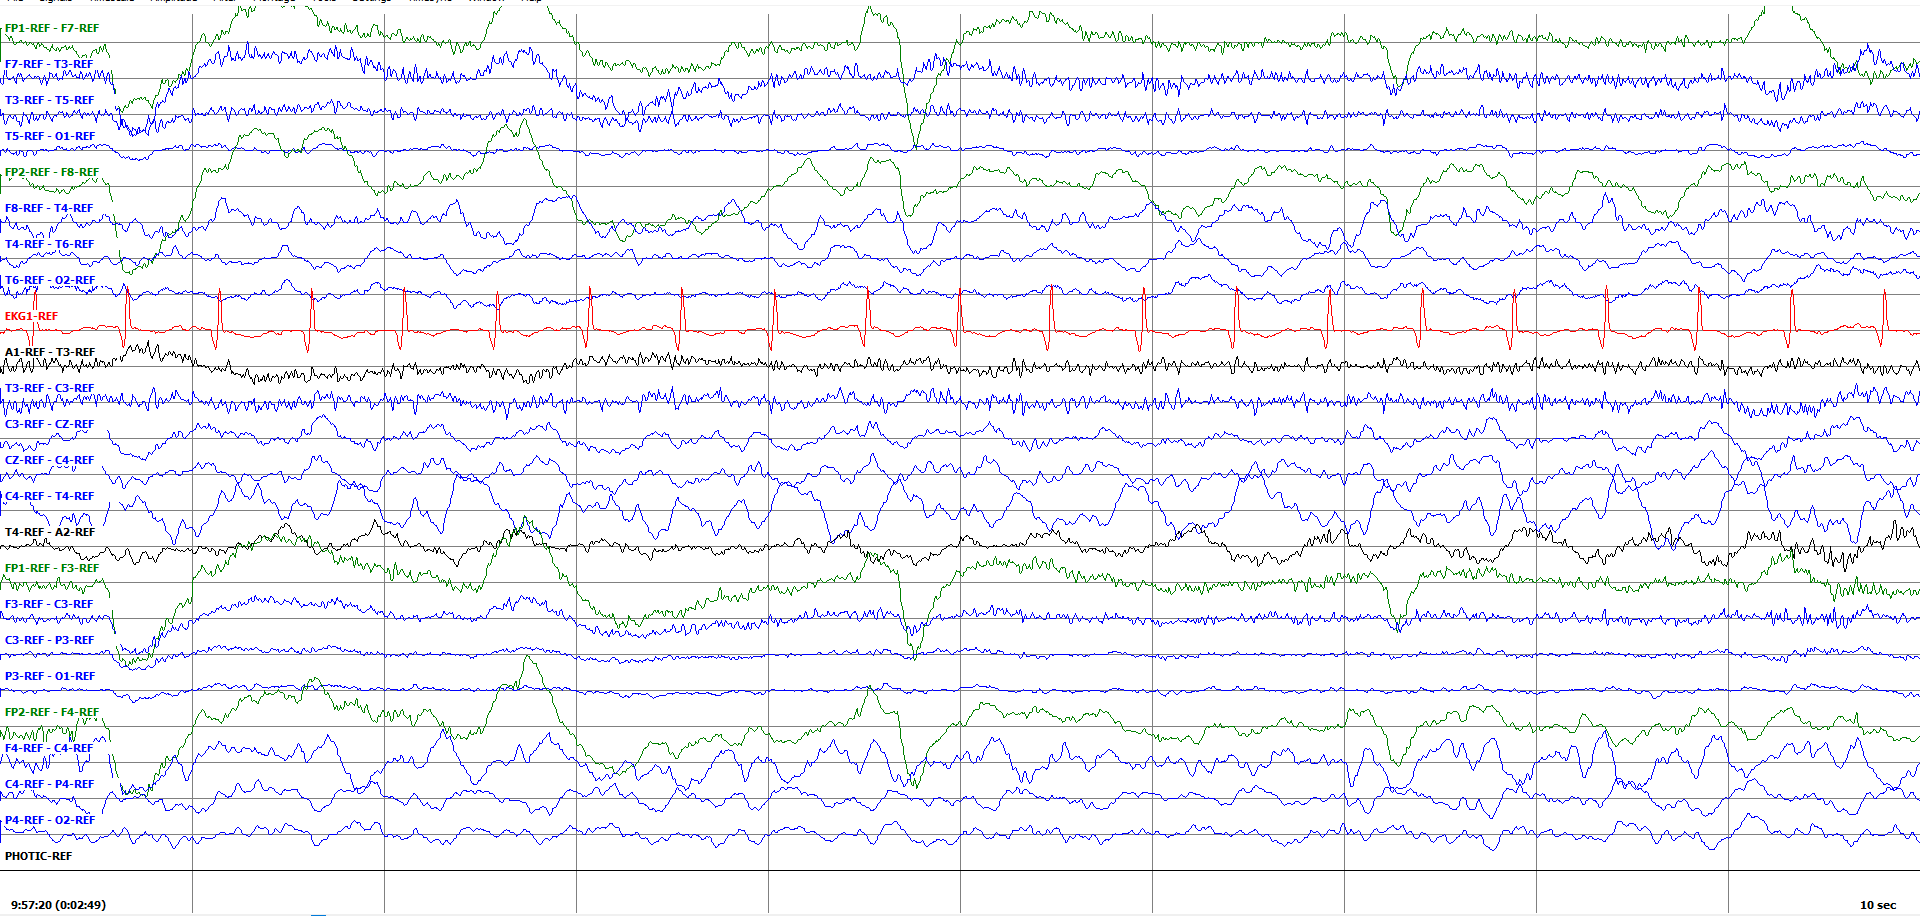 FP1-REF - F7-REF
F7-REF - T3-REF
T3-REF - T5-REF
T5-REF - O1-REF
FP2-REF - F8-REF
F8-REF - T4-REF
T4-REF - T6-REF
T6-REF - O2-REF
EKG1-REF
A1-REF - T3-REF
T3-REF - C3-REF
C3-REF - CZ-REF
CZ-REF - C4-REF
C4-REF - T4-REF
T4-REF - A2-REF
FP1-REF - F3-REF
F3-REF - C3-REF
C3-REF - P3-REF
P3-REF - O1-REF
FP2-REF - F4-REF
F4-REF - C4-REF
C4-REF - P4-REF
P4-REF - O2-REF
PHOTIC-REF
9:57:20 (0:02:49) 10 sec